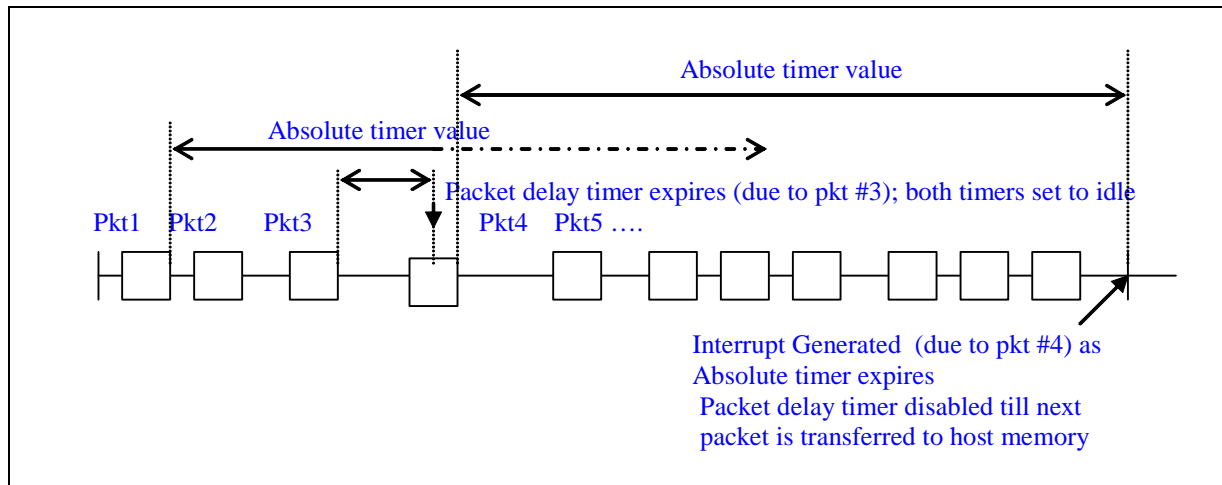 Absolute timer value
Absolute timer value
Packet delay timer expires (due to pkt #3); both timers set to idle
Pkt1 Pkt2 Pkt3 Pkt4 Pkt5 ….
Interrupt Generated (due to pkt #4) as
Absolute timer expires
Packet delay timer disabled till next
packet is transferred to host memory